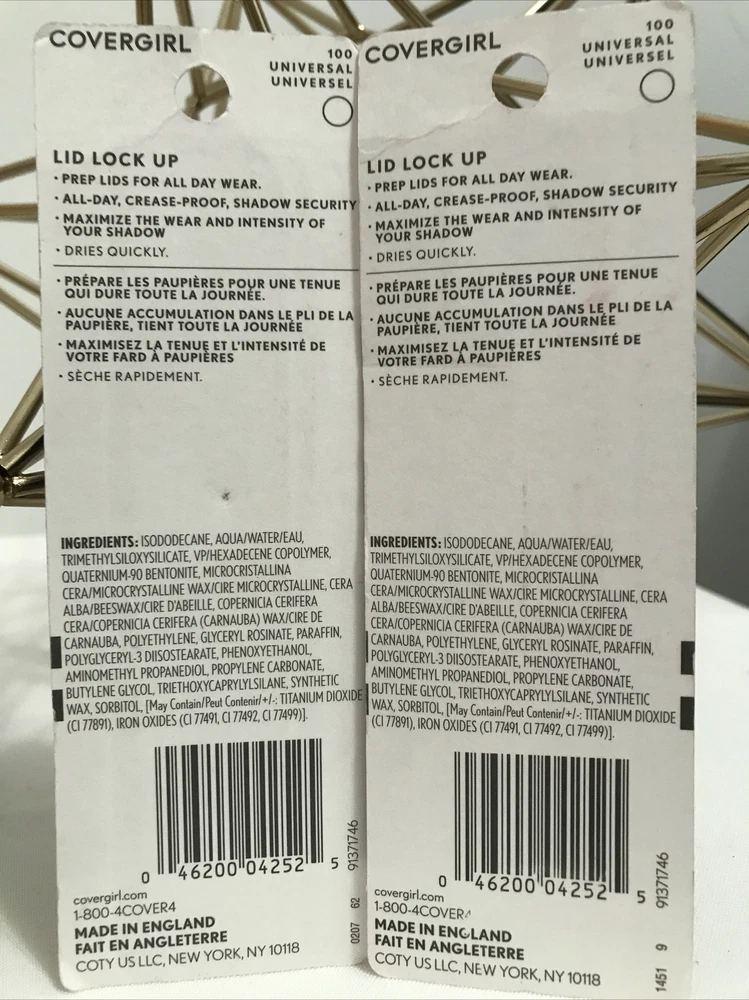 COVERGIRL
100
UNIVERSAL
UNIVERSEL
LID LOCK UP
• PREP LIDS FOR ALL DAY WEAR.
• ALL-DAY, CREASE-PROOF, SHADOW SECURITY
• MAXIMIZE THE WEAR AND INTENSITY OF
YOUR SHADOW
• DRIES QUICKLY.
• PRÉPARE LES PAUPIÈRES POUR UNE TENUE
QUI DURE TOUTE LA JOURNÉE.
• AUCUNE ACCUMULATION DANS LE PLI DE LA
PAUPIÈRE, TIENT TOUTE LA JOURNÉE
• MAXIMISEZ LA TENUE ET L'INTENSITÉ DE
VOTRE FARD À PAUPIÈRES
• SÈCHE RAPIDEMENT.
INGREDIENTS: ISODODECANE, AQUA/WATER/EAU,
TRIMETHYLSILOXYSILICATE, VP/HEXADECENE COPOLYMER,
QUATERNIUM-90 BENTONITE, MICROCRISTALLINA
CERA/MICROCRYSTALLINE WAX/CIRE MICROCRYSTALLINE, CERA
ALBA/BEESWAX/CIRE D'ABEILLE, COPERNICIA CERIFERA
CERA/COPERNICIA CERIFERA (CARNAUBA) WAX/CIRE DE
CARNAUBA, POLYETHYLENE, GLYCERYL ROSINATE, PARAFFIN,
POLYGLYCERYL-3 DIISOSTEARATE, PHENOXYETHANOL,
AMINOMETHYL PROPANEDIOL, PROPYLENE CARBONATE,
BUTYLENE GLYCOL, TRIETHOXYCAPRYLYLSILANE, SYNTHETIC
WAX, SORBITOL, [May Contain/Peut Contenir/+/-: TITANIUM DIOXIDE
(CI 77891), IRON OXIDES (CI 77491, CI 77492, CI 77499)].
0 46200 04252 5
91371746
0207 62
covergirl.com
1-800-4COVER4
MADE IN ENGLAND
FAIT EN ANGLETERRE
COTY US LLC, NEW YORK, NY 10118
COVERGIRL
100
UNIVERSAL
UNIVERSEL
LID LOCK UP
• PREP LIDS FOR ALL DAY WEAR.
• ALL-DAY, CREASE-PROOF, SHADOW SECURITY
• MAXIMIZE THE WEAR AND INTENSITY OF
YOUR SHADOW
• DRIES QUICKLY.
• PRÉPARE LES PAUPIÈRES POUR UNE TENUE
QUI DURE TOUTE LA JOURNÉE.
• AUCUNE ACCUMULATION DANS LE PLI DE LA
PAUPIÈRE, TIENT TOUTE LA JOURNÉE
• MAXIMISEZ LA TENUE ET L'INTENSITÉ DE
VOTRE FARD À PAUPIÈRES
• SÈCHE RAPIDEMENT.
INGREDIENTS: ISODODECANE, AQUA/WATER/EAU,
TRIMETHYLSILOXYSILICATE, VP/HEXADECENE COPOLYMER,
QUATERNIUM-90 BENTONITE, MICROCRISTALLINA
CERA/MICROCRYSTALLINE WAX/CIRE MICROCRYSTALLINE, CERA
ALBA/BEESWAX/CIRE D'ABEILLE, COPERNICIA CERIFERA
CERA/COPERNICIA CERIFERA (CARNAUBA) WAX/CIRE DE
CARNAUBA, POLYETHYLENE, GLYCERYL ROSINATE, PARAFFIN,
POLYGLYCERYL-3 DIISOSTEARATE, PHENOXYETHANOL,
AMINOMETHYL PROPANEDIOL, PROPYLENE CARBONATE,
BUTYLENE GLYCOL, TRIETHOXYCAPRYLYLSILANE, SYNTHETIC
WAX, SORBITOL, [May Contain/Peut Contenir/+/-: TITANIUM DIOXIDE
(CI 77891), IRON OXIDES (CI 77491, CI 77492, CI 77499)].
0 46200 04252 5
91371746
1451 9
covergirl.com
1-800-4COVER
MADE IN ENGLAND
FAIT EN ANGLETERRE
COTY US LLC, NEW YORK, NY 10118